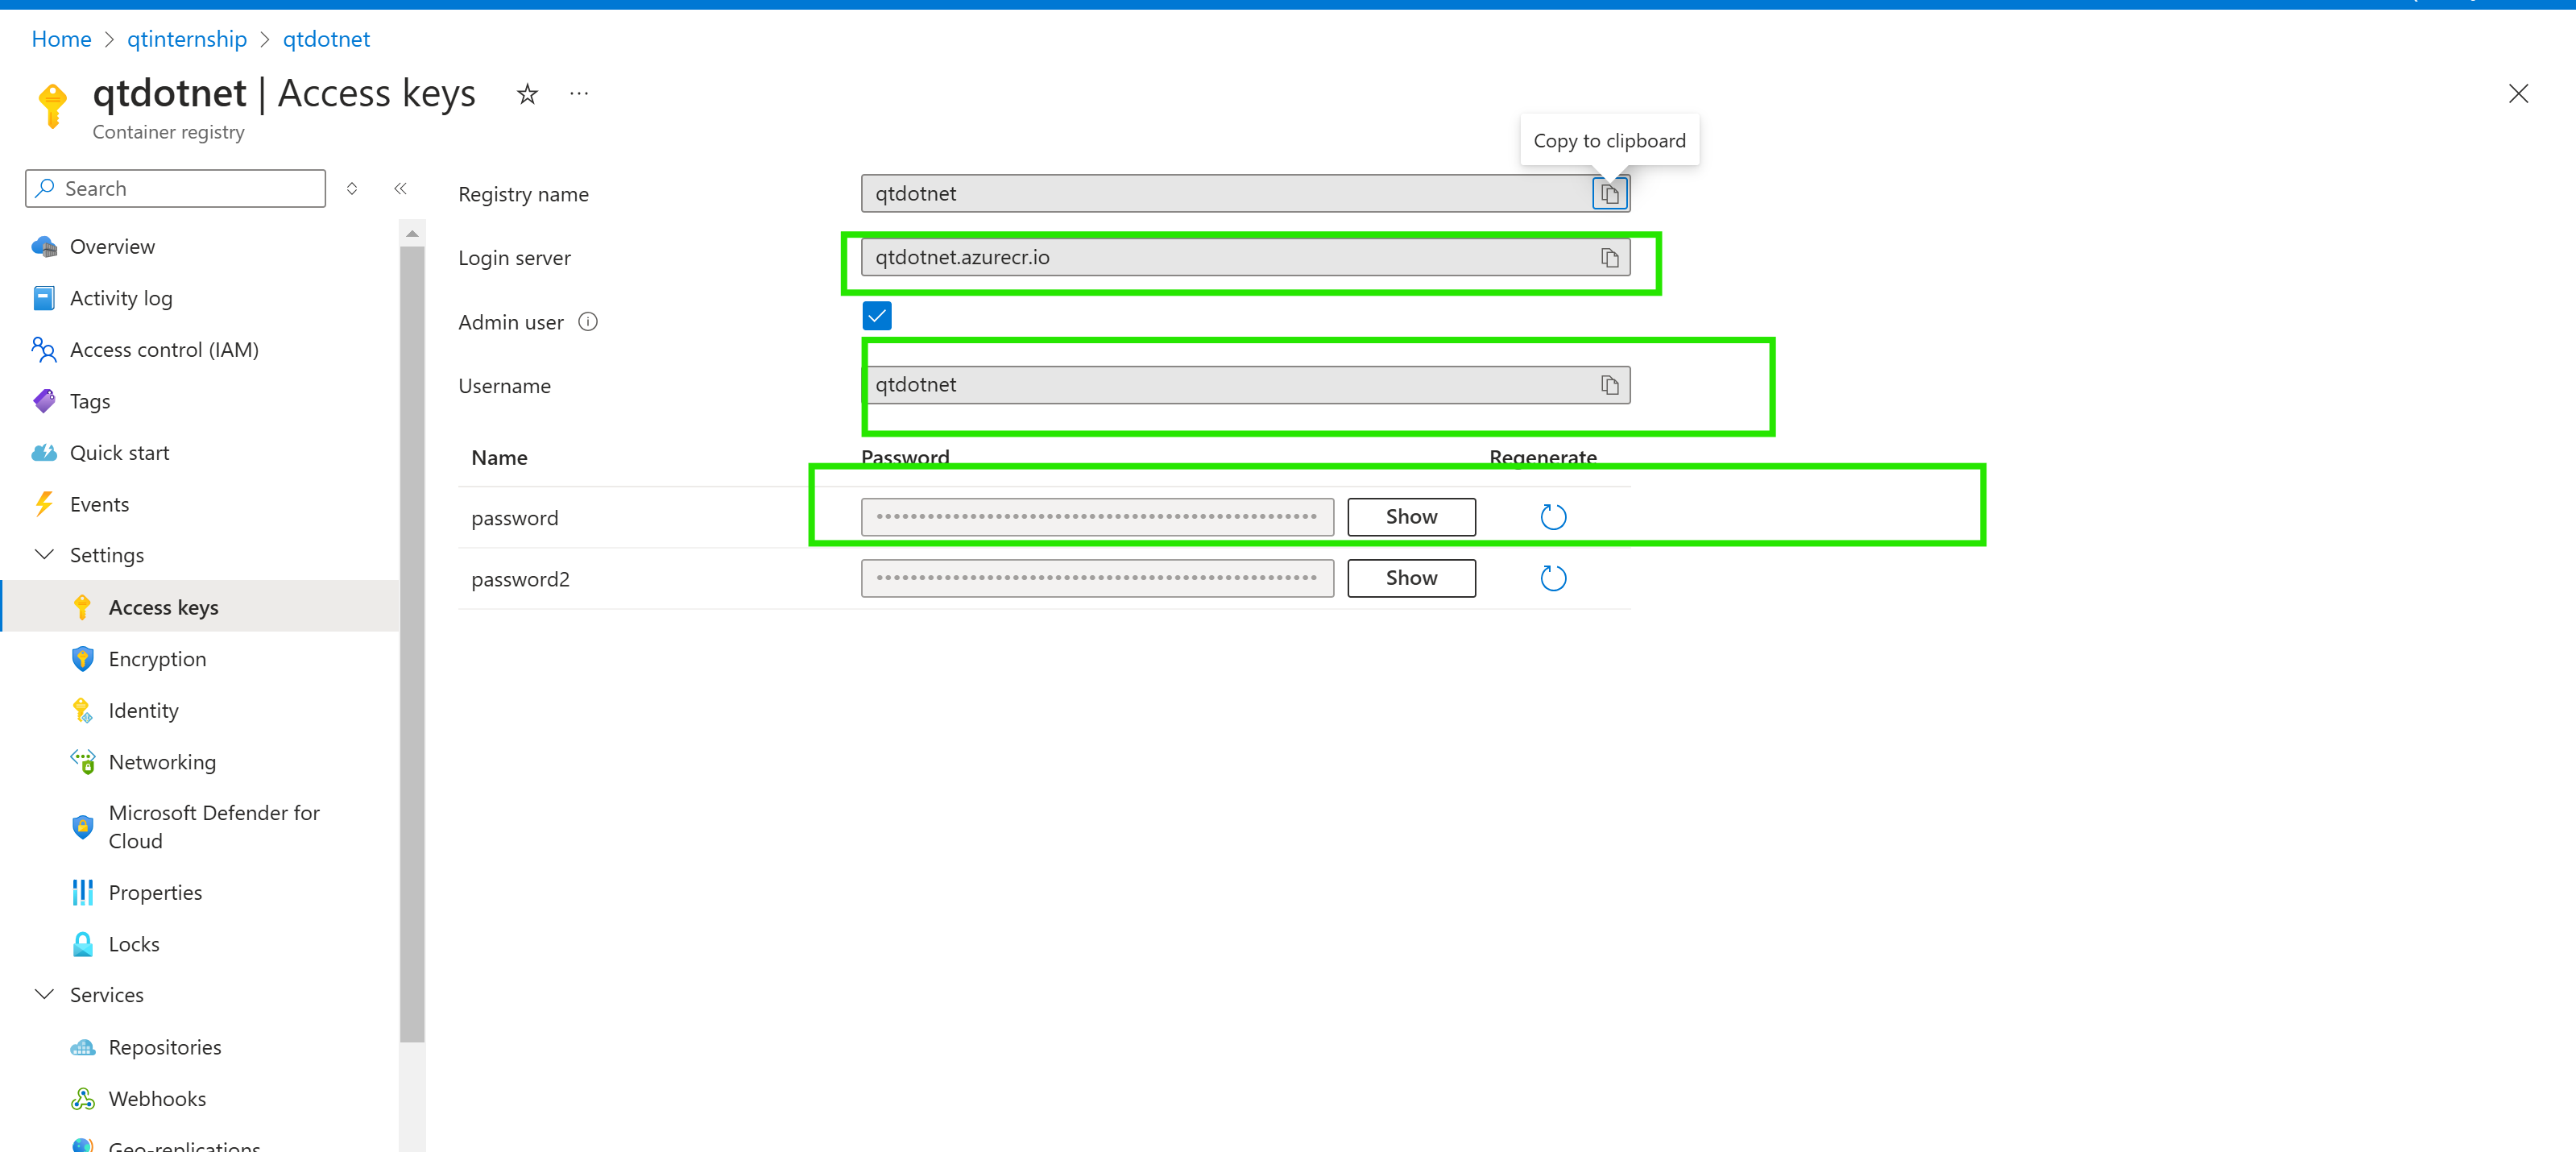 Home > qtinternship > qtdotnet
qtdotnet | Access keys
Container registry
Copy to clipboard
Search
Registry name
qtdotnet
Login server
qtdotnet.azurecr.io
Admin user
Username
qtdotnet
Name Password Regenerate
password •••••••••••••••••••••••••••••••••••••••••••••••••••• Show
password2 •••••••••••••••••••••••••••••••••••••••••••••••••••• Show
Overview
Activity log
Access control (IAM)
Tags
Quick start
Events
Settings
Access keys
Encryption
Identity
Networking
Microsoft Defender for
Cloud
Properties
Locks
Services
Repositories
Webhooks
Geo-replications